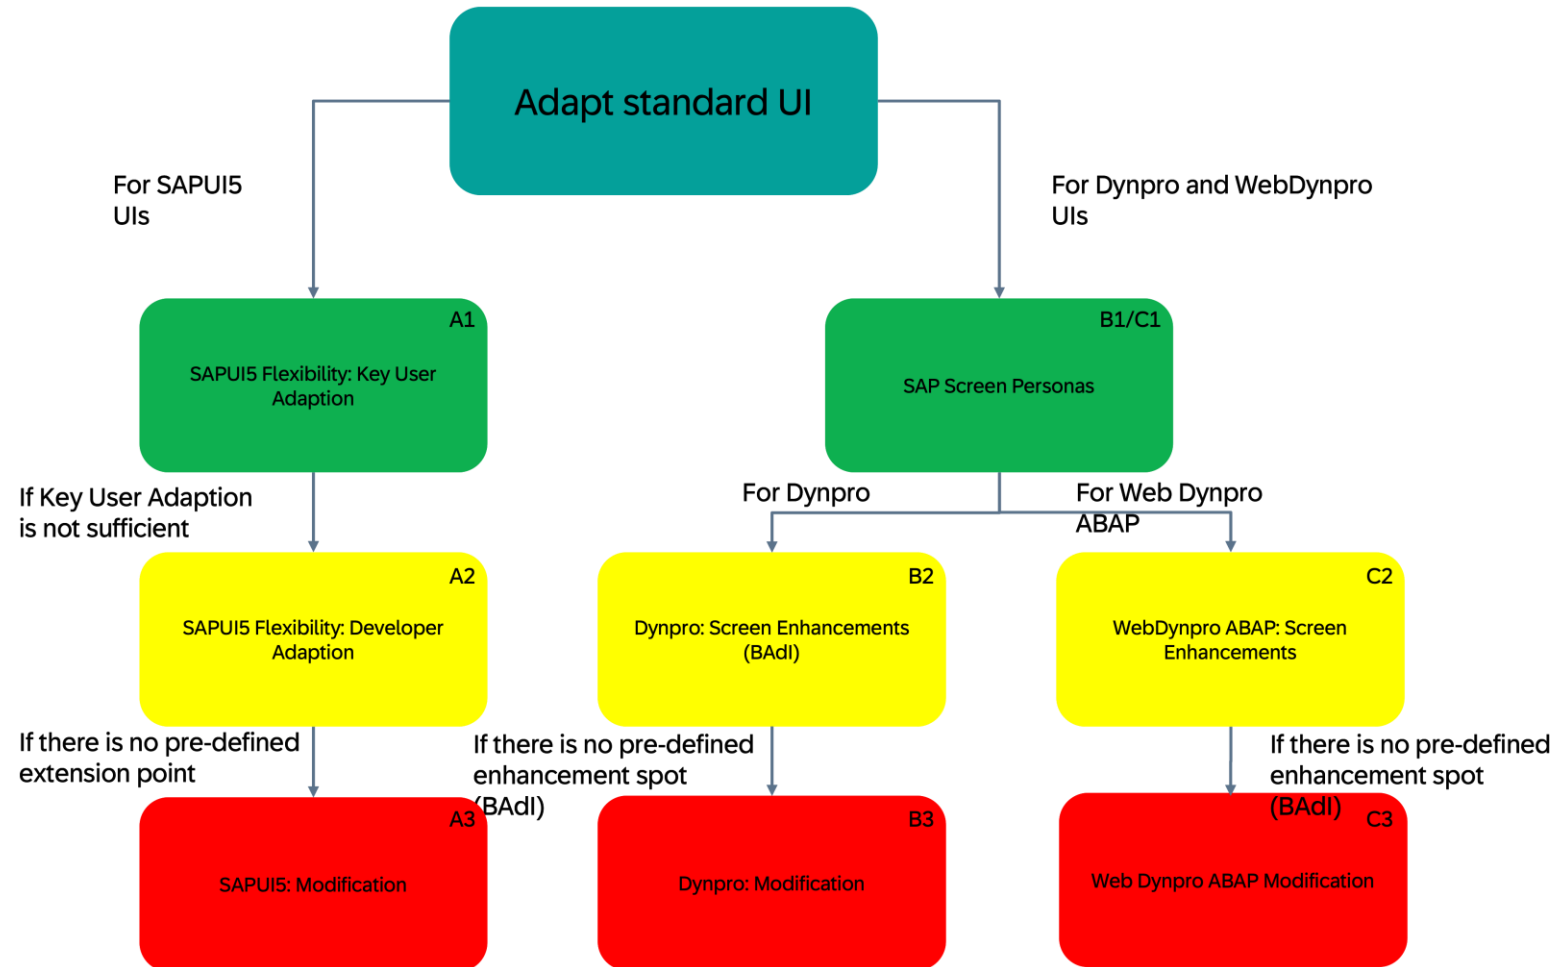 Adapt standard UI
For SAPUI5
UIs
For Dynpro and WebDynpro
UIs
A1
SAPUI5 Flexibility: Key User
Adaption
B1/C1
SAP Screen Personas
If Key User Adaption
is not sufficient
For Dynpro
For Web Dynpro
ABAP
A2
SAPUI5 Flexibility: Developer
Adaption
B2
Dynpro: Screen Enhancements
(BAdI)
C2
WebDynpro ABAP: Screen
Enhancements
If there is no pre-defined
extension point
If there is no pre-defined
enhancement spot
(BAdI)
If there is no pre-defined
enhancement spot
(BAdI)
A3
SAPUI5: Modification
B3
Dynpro: Modification
C3
Web Dynpro ABAP Modification